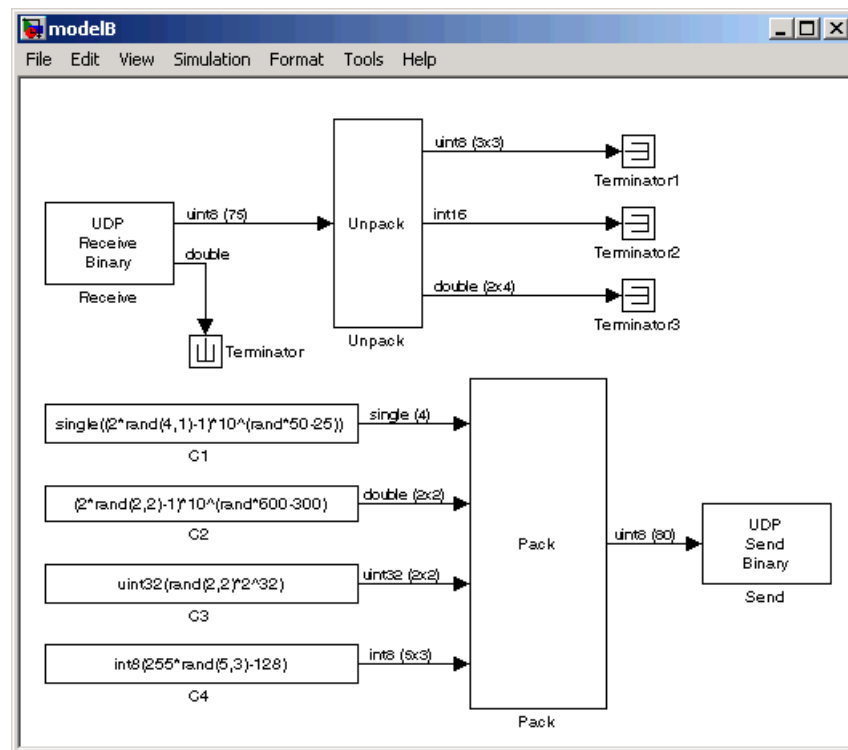 modelB
File Edit View Simulation Format Tools Help
uint8 (3x3)
Terminator1
UDP
Receive
Binary
Receive
uint8 (75)
double
Unpack
Unpack
int16
Terminator2
double (2x4)
Terminator3
Terminator
single((2*rand(4,1)-1)*10^(rand*50-25))
C1
single (4)
(2*rand(2,2)-1)*10^(rand*600-300)
C2
double (2x2)
uint32(rand(2,2)*2^32)
C3
uint32 (2x2)
int8(255*rand(5,3)-128)
C4
int8 (5x3)
Pack
Pack
uint8 (80)
UDP
Send
Binary
Send